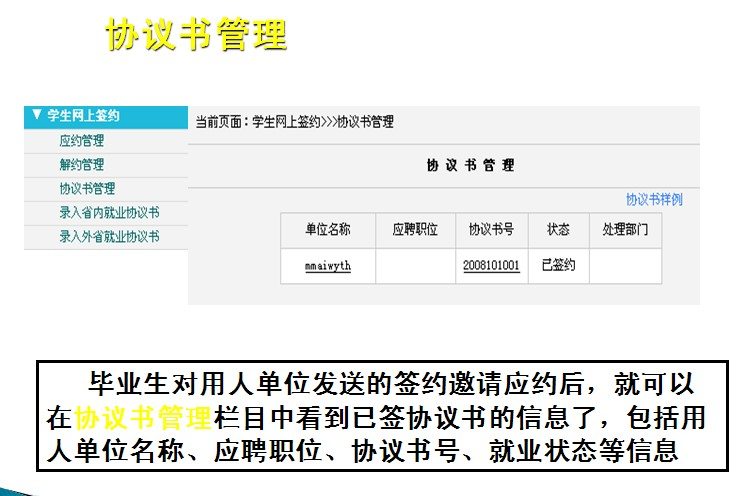 协议书管理
▼ 学生网上签约
当前页面：学生网上签约>>>协议书管理
应约管理
解约管理
协议书管理
录入省内就业协议书
录入外省就业协议书
协 议 书 管 理
协议书样例
单位名称 应聘职位 协议书号 状态 处理部门
mmaiwyth 2008101001 已签约
毕业生对用人单位发送的签约邀请应约后，就可以
在协议书管理栏目中看到已签协议书的信息了，包括用
人单位名称、应聘职位、协议书号、就业状态等信息